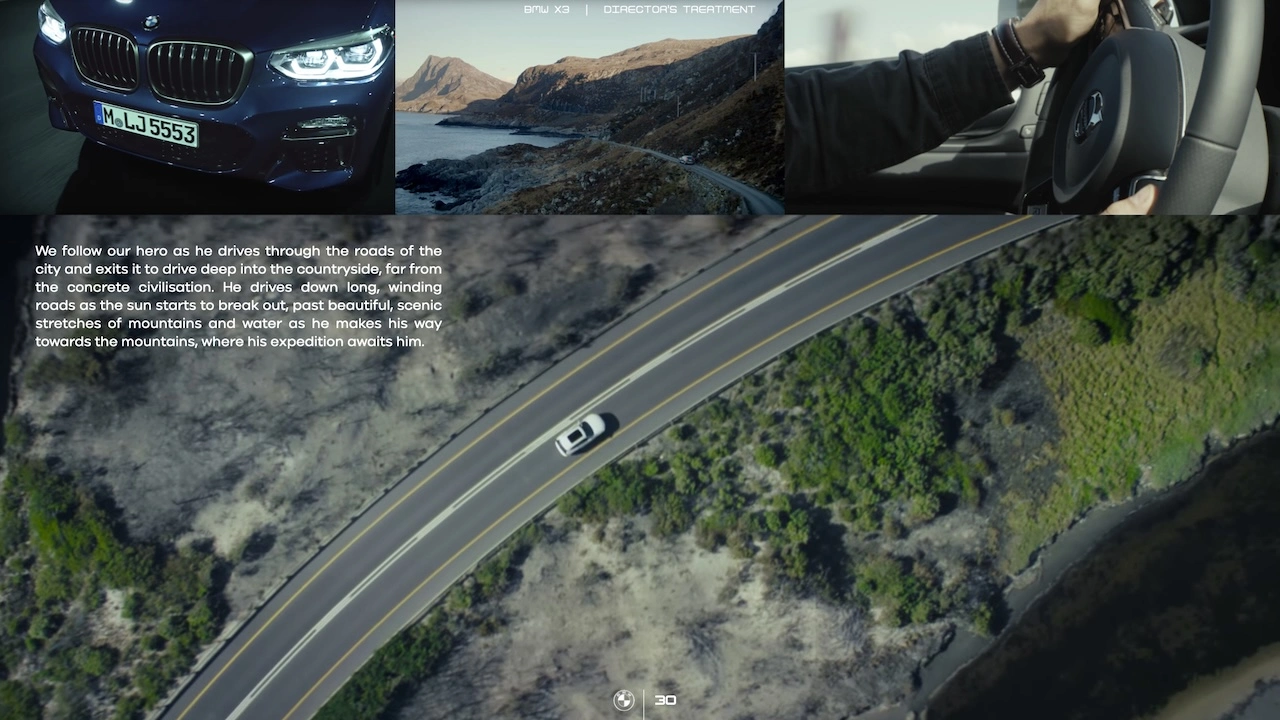 BMW X3 | DIRECTOR'S TREATMENT
M LJ 5553
We follow our hero as he drives through the roads of the
city and exits it to drive deep into the countryside, far from
the concrete civilisation. He drives down long, winding
roads as the sun starts to break out, past beautiful, scenic
stretches of mountains and water as he makes his way
towards the mountains, where his expedition awaits him.
30